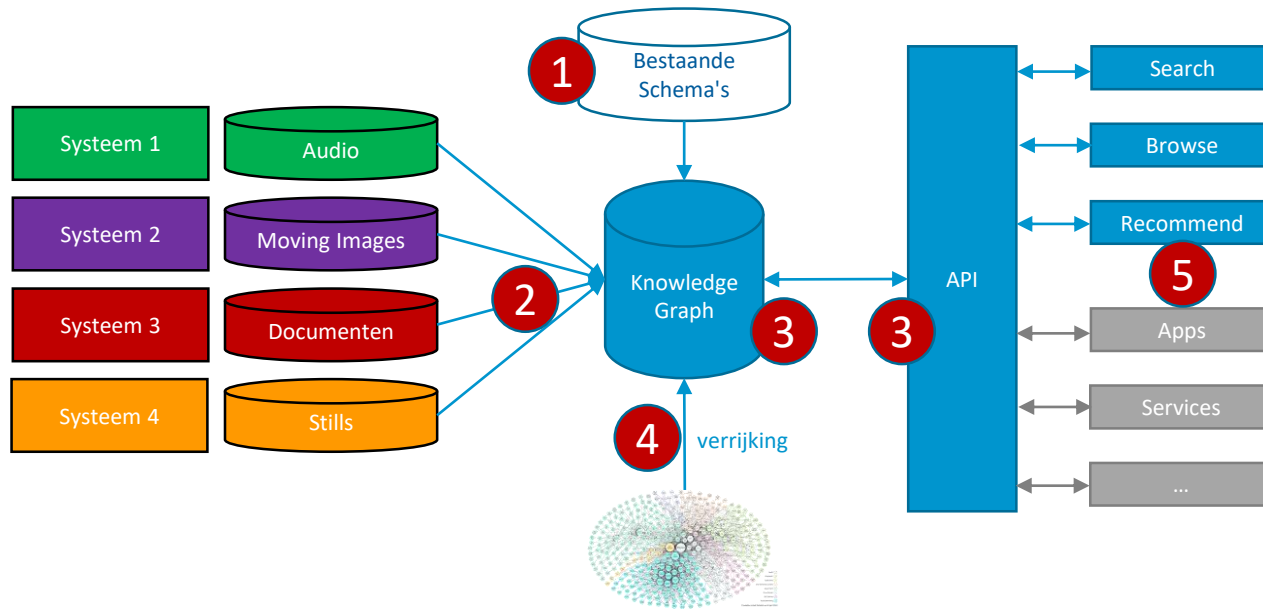 1
Bestaande
Schema's
Systeem 1
Audio
Systeem 2
Moving Images
Systeem 3
Documenten
Systeem 4
Stills
2
Knowledge
Graph
3
3
API
4
verrijking
Search
Browse
Recommend
5
Apps
Services
...